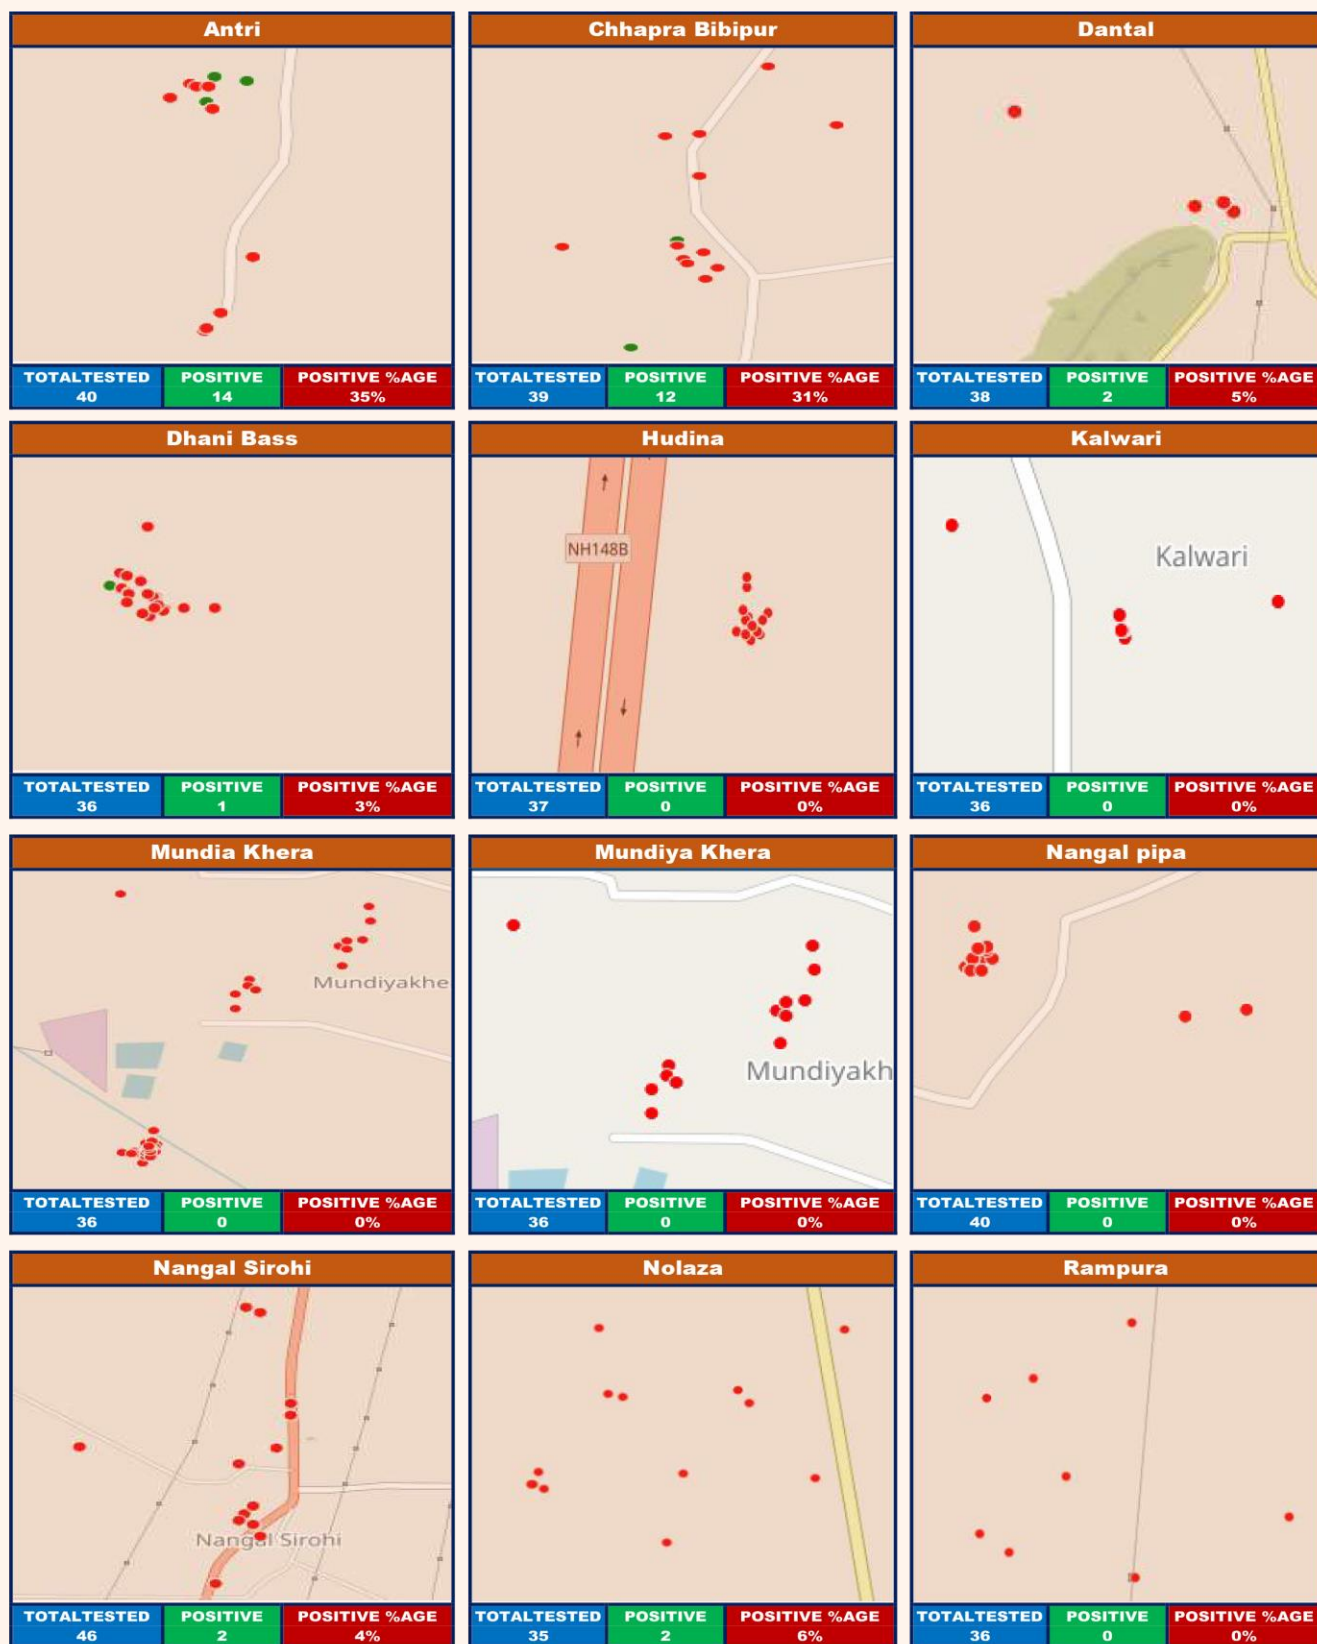 Antri
TOTALTESTED POSITIVE POSITIVE %AGE
40 14 35%
Chhapra Bibipur
TOTALTESTED POSITIVE POSITIVE %AGE
39 12 31%
Dantal
TOTALTESTED POSITIVE POSITIVE %AGE
38 2 5%
Dhani Bass
TOTALTESTED POSITIVE POSITIVE %AGE
36 1 3%
Hudina
NH148B
TOTALTESTED POSITIVE POSITIVE %AGE
37 0 0%
Kalwari
Kalwari
TOTALTESTED POSITIVE POSITIVE %AGE
36 0 0%
Mundia Khera
Mundiyakhe
TOTALTESTED POSITIVE POSITIVE %AGE
36 0 0%
Mundiya Khera
Mundiyakh
TOTALTESTED POSITIVE POSITIVE %AGE
36 0 0%
Nangal pipa
TOTALTESTED POSITIVE POSITIVE %AGE
40 0 0%
Nangal Sirohi
Nangal Sirohi
TOTALTESTED POSITIVE POSITIVE %AGE
46 2 4%
Nolaza
TOTALTESTED POSITIVE POSITIVE %AGE
35 2 6%
Rampura
TOTALTESTED POSITIVE POSITIVE %AGE
36 0 0%